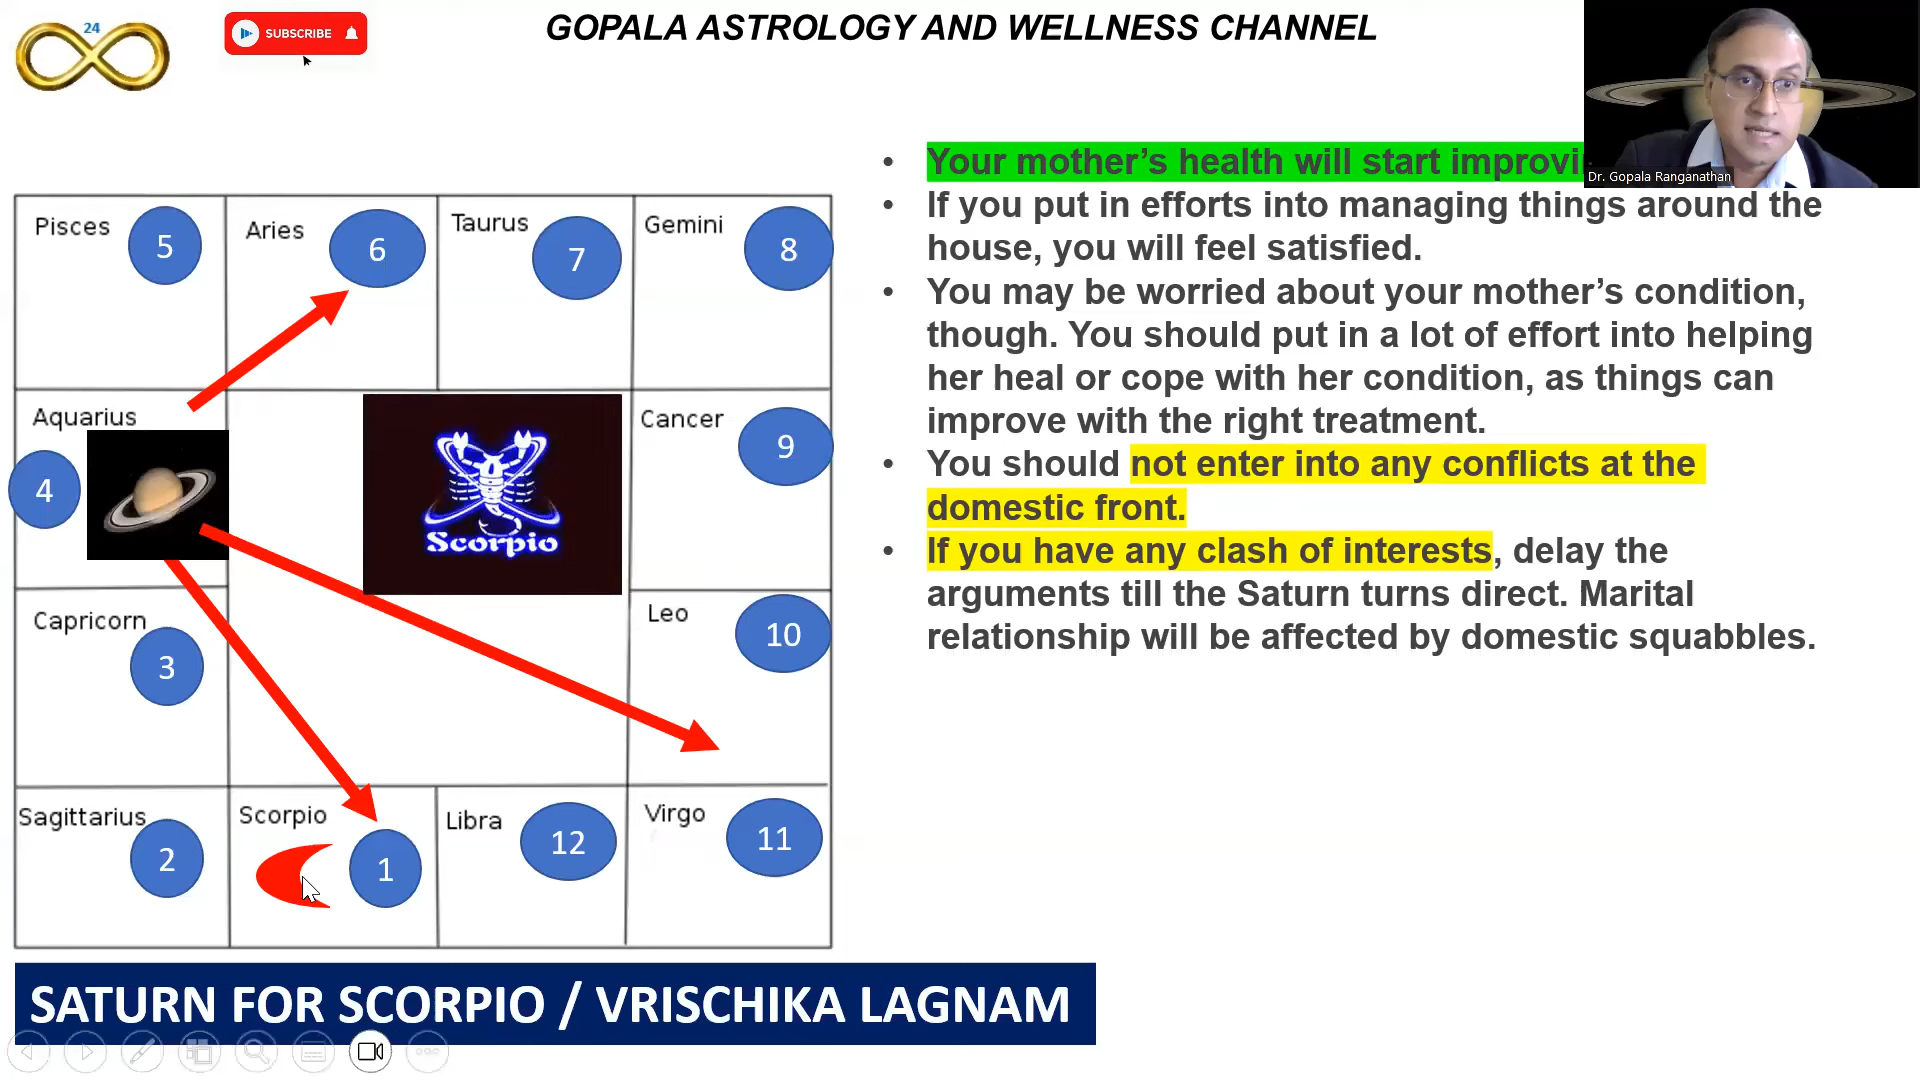 24
SUBSCRIBE
GOPALA ASTROLOGY AND WELLNESS CHANNEL
Dr. Gopala Ranganathan
Pisces 5
Aries 6
Taurus 7
Gemini 8
Aquarius
4
Cancer
9
Scorpio
Capricorn
3
Leo
10
Sagittarius
2
Scorpio
1
Libra
12
Virgo
11
• Your mother’s health will start
• If you put in efforts into managing things around the
house, you will feel satisfied.
• You may be worried about your mother’s condition,
though. You should put in a lot of effort into helping
her heal or cope with her condition, as things can
improve with the right treatment.
• You should not enter into any conflicts at the
domestic front.
• If you have any clash of interests, delay the
arguments till the Saturn turns direct. Marital
relationship will be affected by domestic squabbles.
SATURN FOR SCORPIO / VRISCHIKA LAGNAM